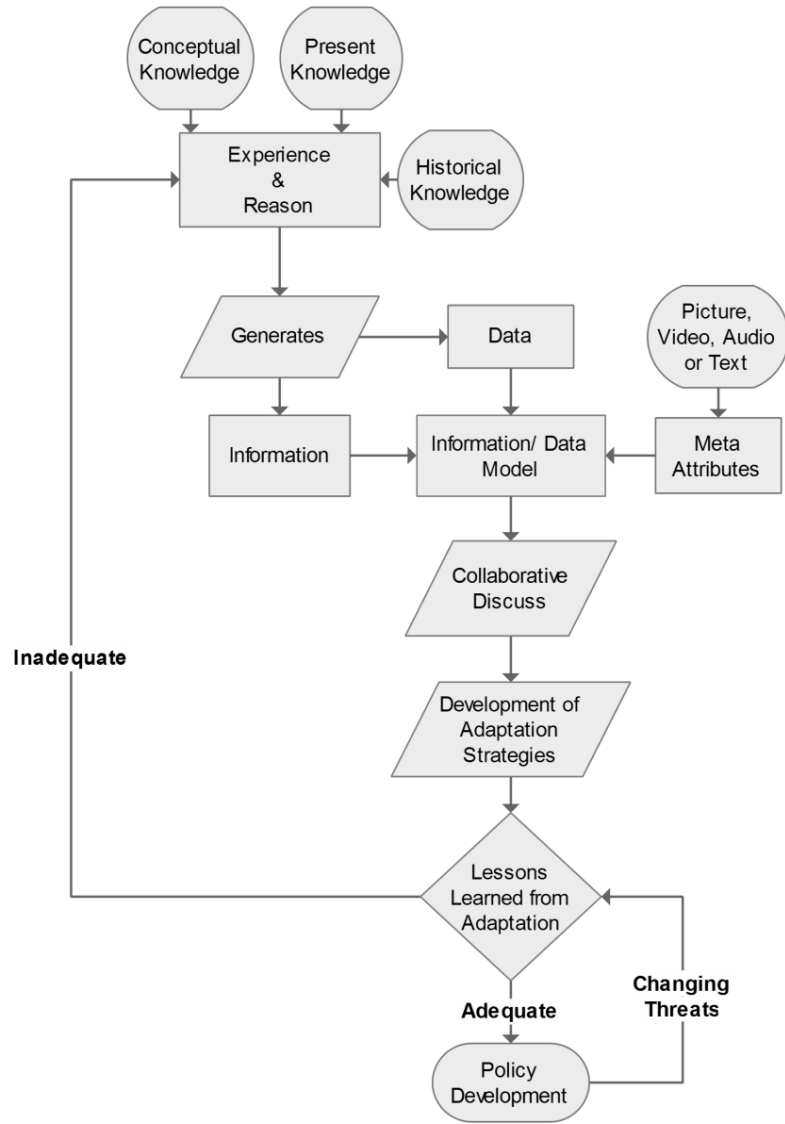 Conceptual
Knowledge
Present
Knowledge
Experience
&
Reason
Historical
Knowledge
Generates
Data
Picture,
Video, Audio
or Text
Information
Information/ Data
Model
Meta
Attributes
Collaborative
Discuss
Inadequate
Development of
Adaptation
Strategies
Lessons
Learned from
Adaptation
Changing
Threats
Adequate
Policy
Development